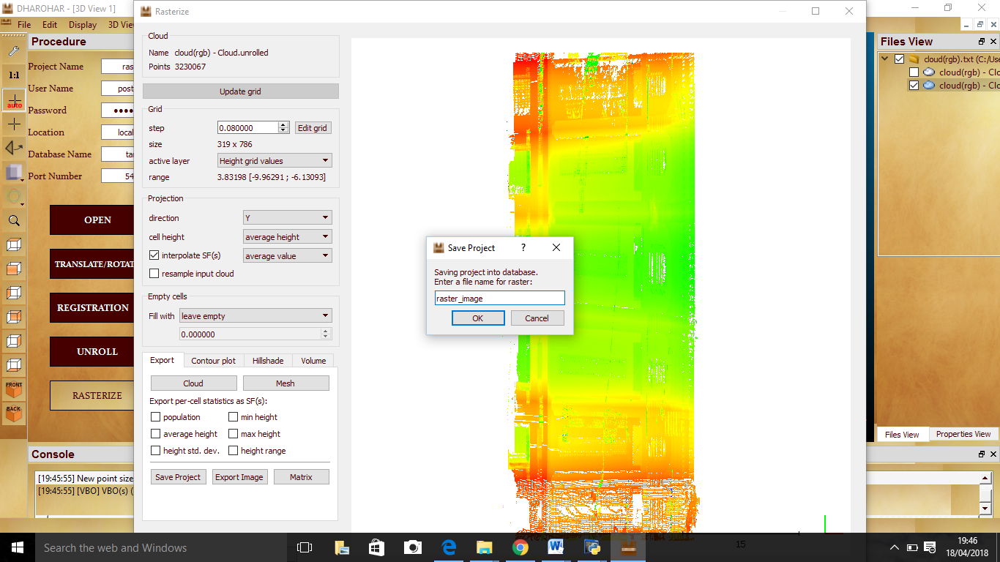 DHAROHAR - [3D View 1]
File Edit Display 3D View
Procedure
Project Name ras
User Name post
Password ●●●●
Location local
Database Name tar
Port Number 54
1:1
auto
OPEN
TRANSLATE/ROTAT
REGISTRATION
UNROLL
RASTERIZE
FRONT
BACK
Console
[19:45:55] New point size
[19:45:55] [VBO] VBO(s) (
Rasterize
Cloud
Name cloud(rgb) - Cloud.unrolled
Points 3230067
Update grid
Grid
step 0.080000 Edit grid
size 319 x 786
active layer Height grid values
range 3.83198 [-9.96291 ; -6.13093]
Projection
direction Y
cell height average height
interpolate SF(s) average value
resample input cloud
Empty cells
Fill with leave empty
0.000000
Export Contour plot Hillshade Volume
Cloud Mesh
Export per-cell statistics as SF(s):
population min height
average height max height
height std. dev. height range
Save Project Export Image Matrix
Save Project ?
Saving project into database.
Enter a file name for raster:
raster_image
OK Cancel
15
Files View
cloud(rgb).txt (C:/Use
cloud(rgb) - Clo
cloud(rgb) - Clo
Files View Properties View
Search the web and Windows
19:46
18/04/2018